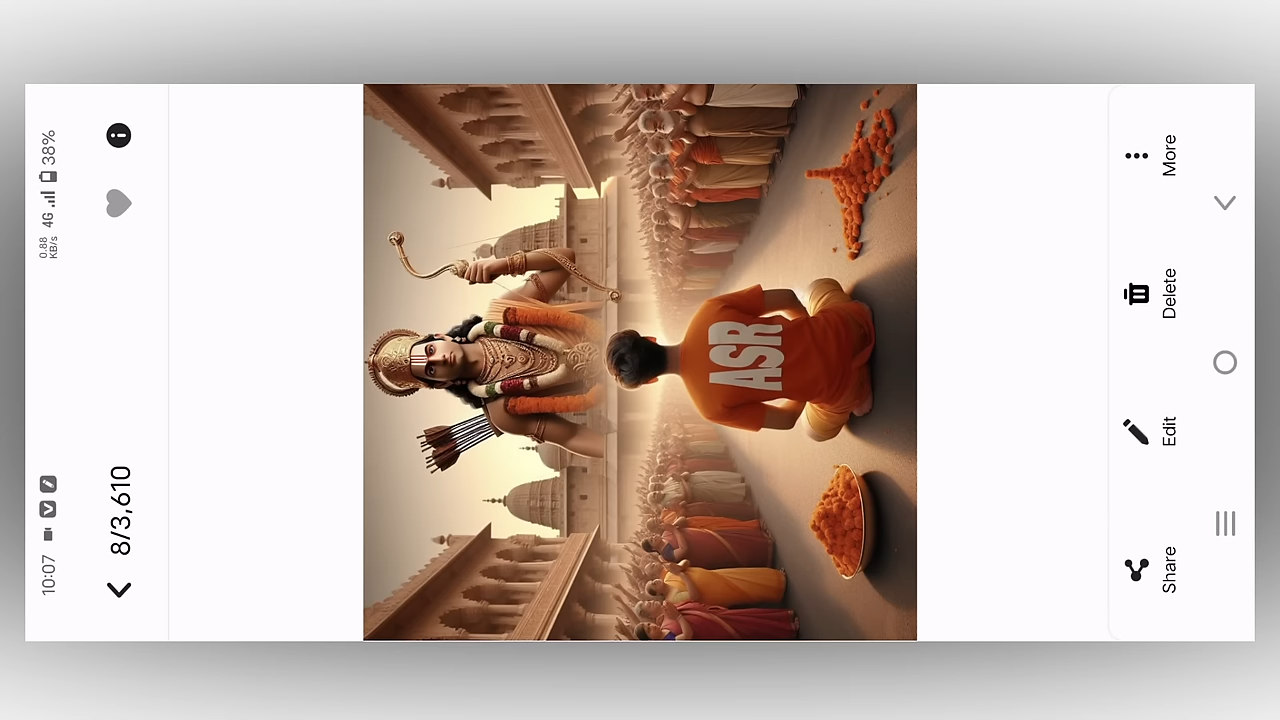 10:07
0.88
KB/s
4G
38%
8/3,610
ASR
Share
Edit
Delete
More